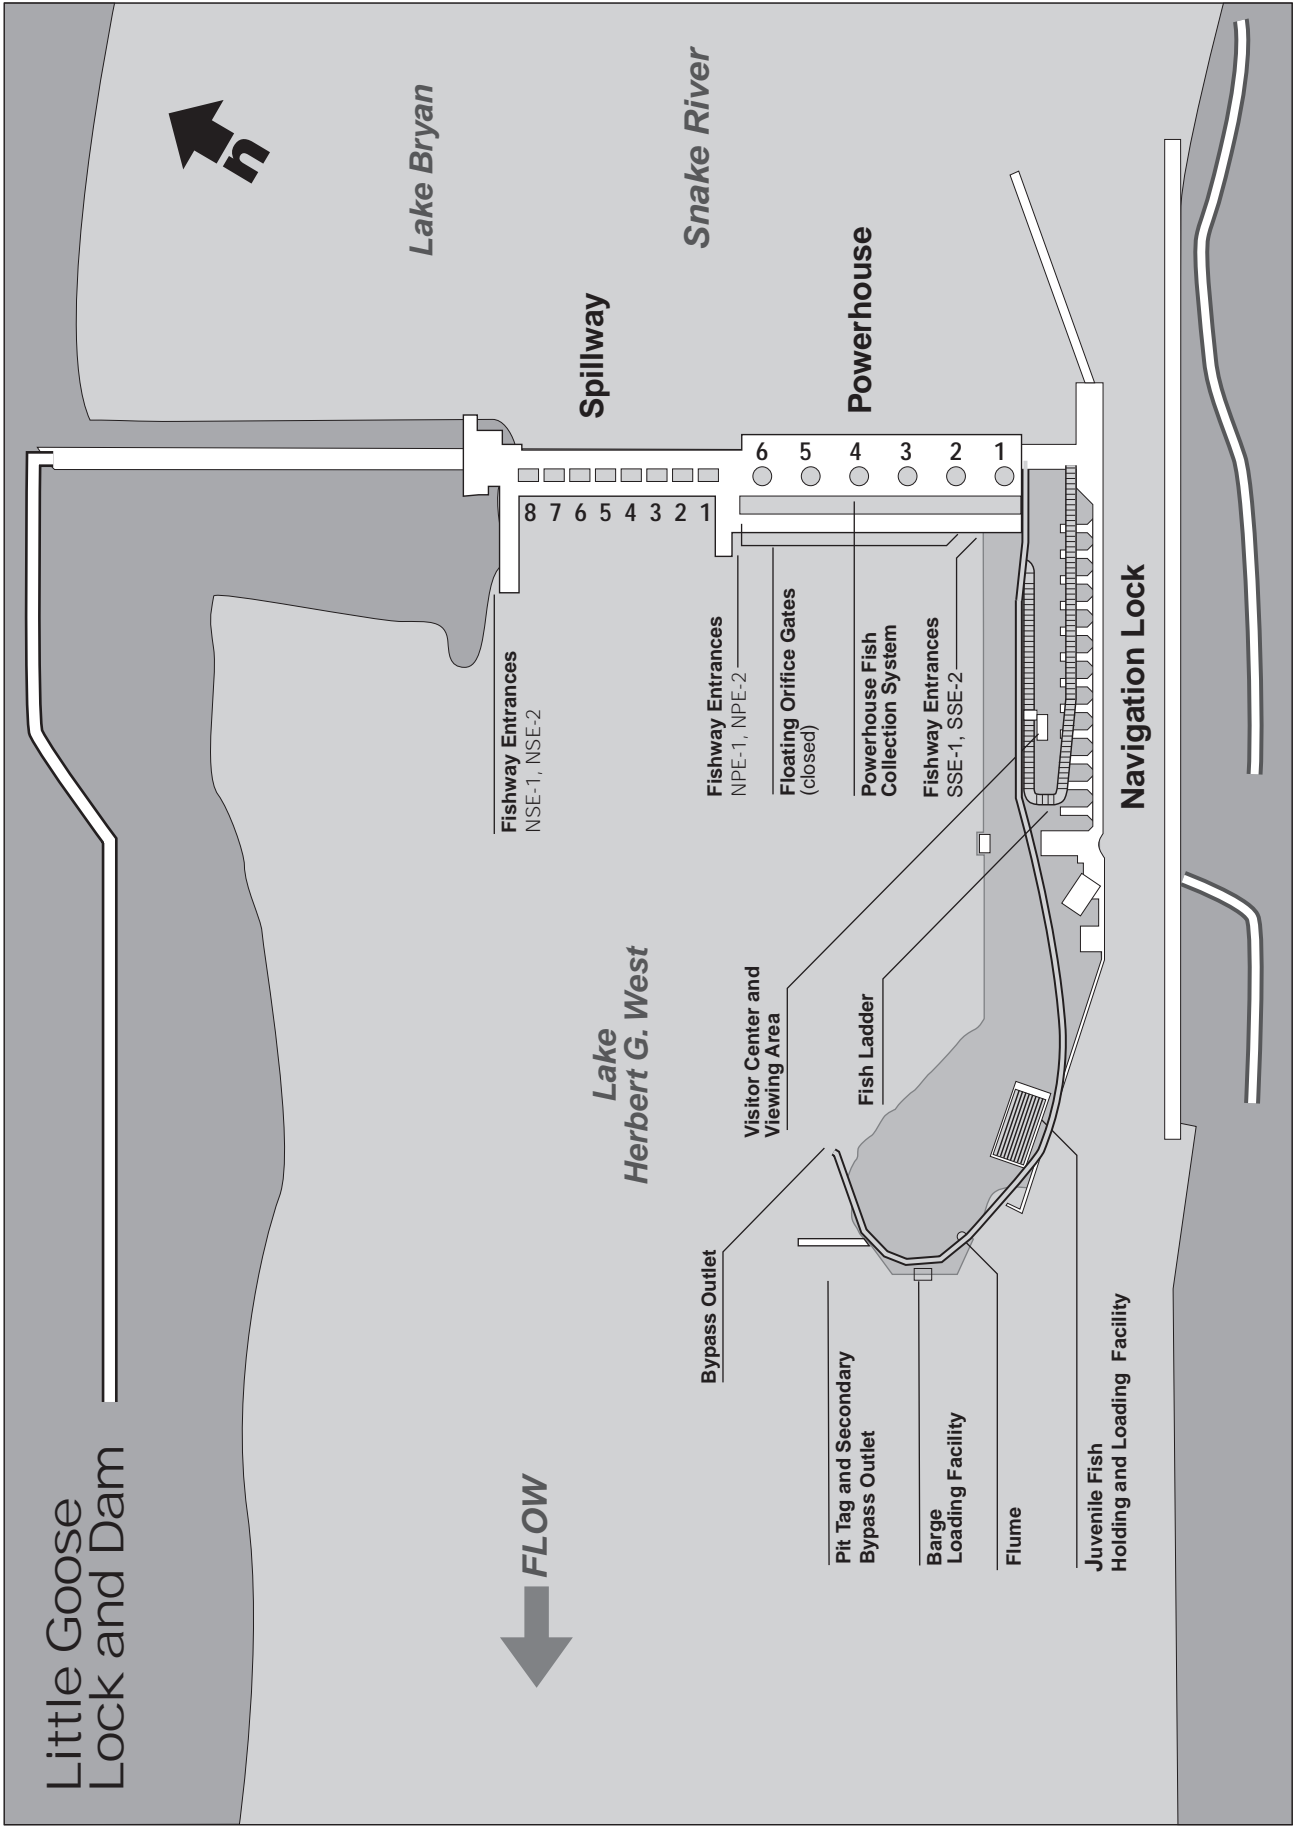 Little Goose
Lock and Dam
n
Lake Bryan
Snake River
Spillway
Powerhouse
8 7 6 5 4 3 2 1
6 5 4 3 2 1
Fishway Entrances
NSE-1, NSE-2
Fishway Entrances
NPE-1, NPE-2
Floating Orifice Gates
(closed)
Powerhouse Fish
Collection System
Fishway Entrances
SSE-1, SSE-2
Navigation Lock
Lake
Herbert G. West
Visitor Center and
Viewing Area
Fish Ladder
Bypass Outlet
FLOW
Pit Tag and Secondary
Bypass Outlet
Barge
Loading Facility
Flume
Juvenile Fish
Holding and Loading Facility